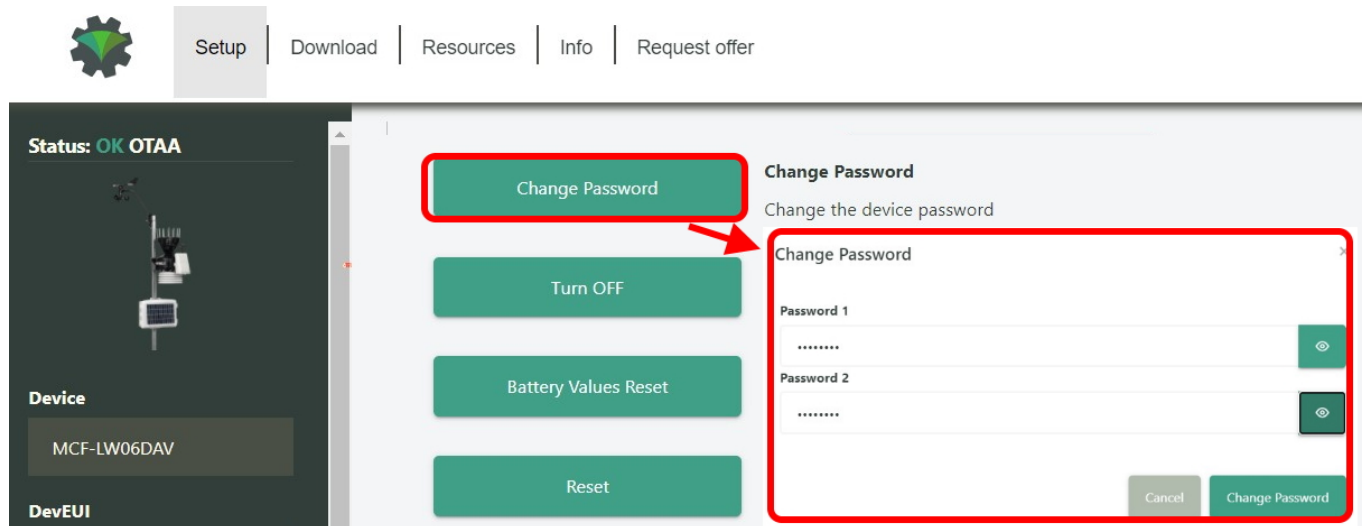 Setup
Download
Resources
Info
Request offer
Status: OK OTAA
Device
MCF-LW06DAV
DevEUI
Change Password
Turn OFF
Battery Values Reset
Reset
Change Password
Change the device password
Change Password
×
Password 1
........
Password 2
........
Cancel
Change Password